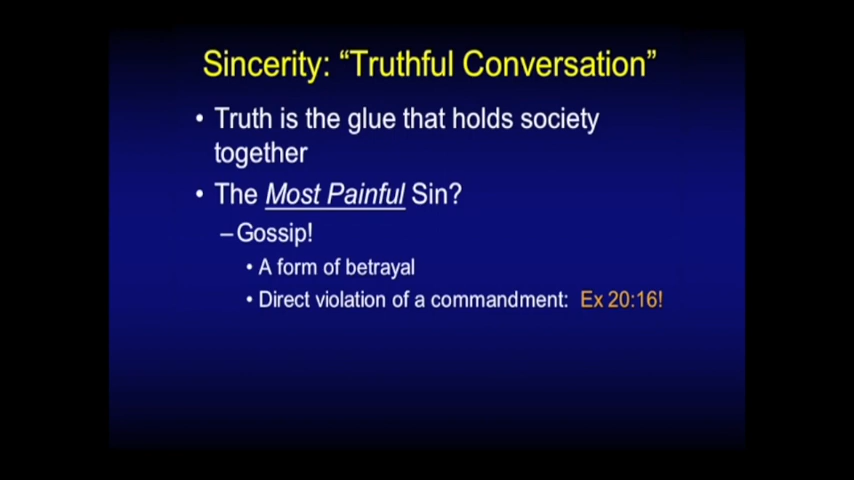 Sincerity: “Truthful Conversation”
• Truth is the glue that holds society
together
• The Most Painful Sin?
–Gossip!
• A form of betrayal
• Direct violation of a commandment: Ex 20:16!